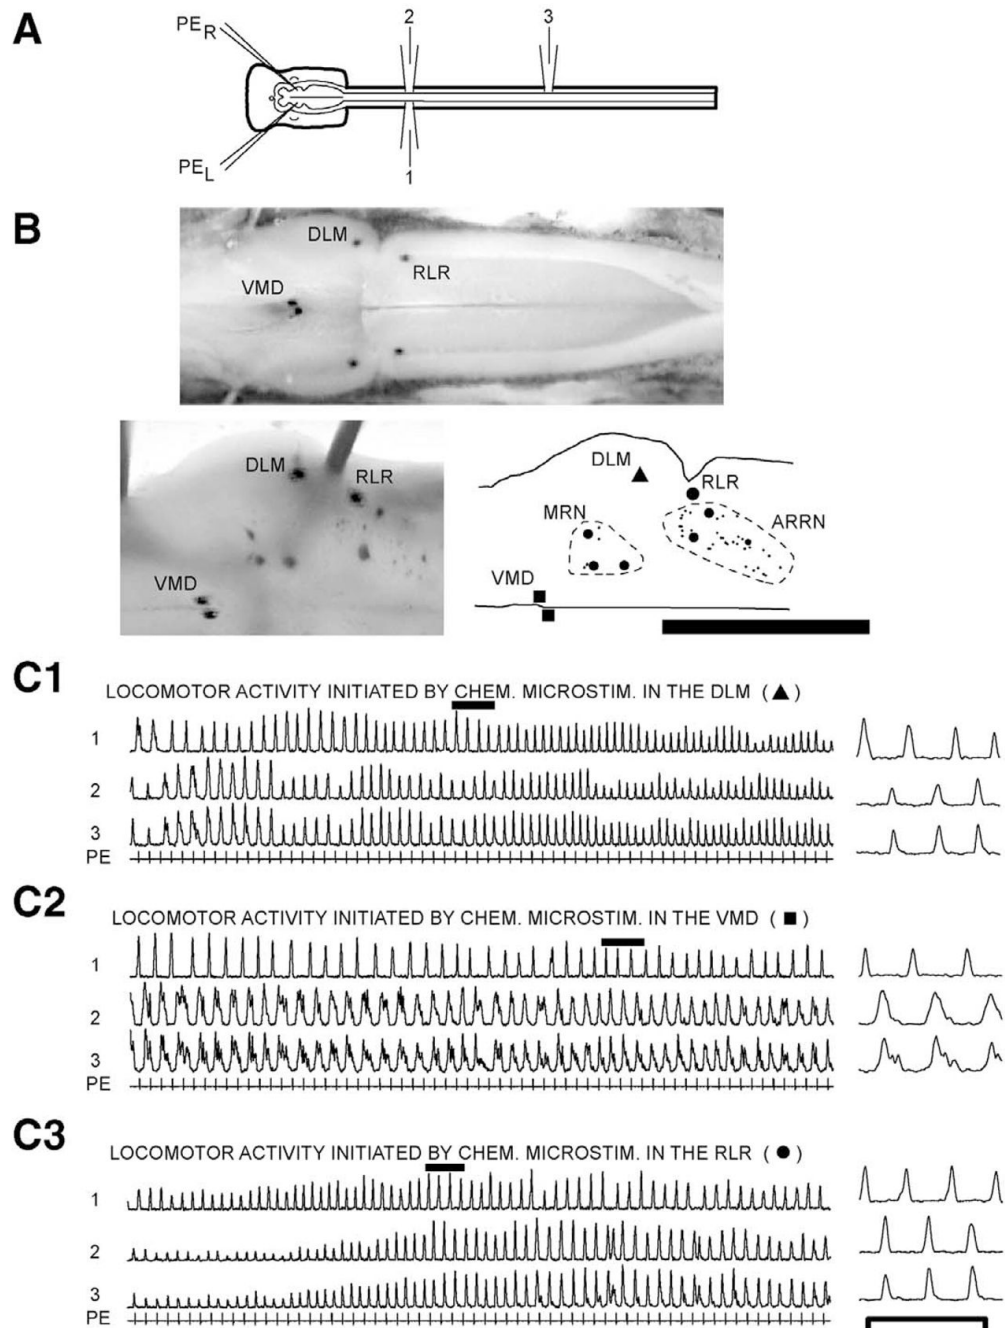 A
PE R
2
3
PE L
1
B
DLM
RLR
VMD
DLM
RLR
VMD
DLM
RLR
MRN
ARRN
VMD
C1
LOCOMOTOR ACTIVITY INITIATED BY CHEM. MICROSTIM. IN THE DLM ( ▲ )
1
2
3
PE
C2
LOCOMOTOR ACTIVITY INITIATED BY CHEM. MICROSTIM. IN THE VMD ( ■ )
1
2
3
PE
C3
LOCOMOTOR ACTIVITY INITIATED BY CHEM. MICROSTIM. IN THE RLR ( ● )
1
2
3
PE